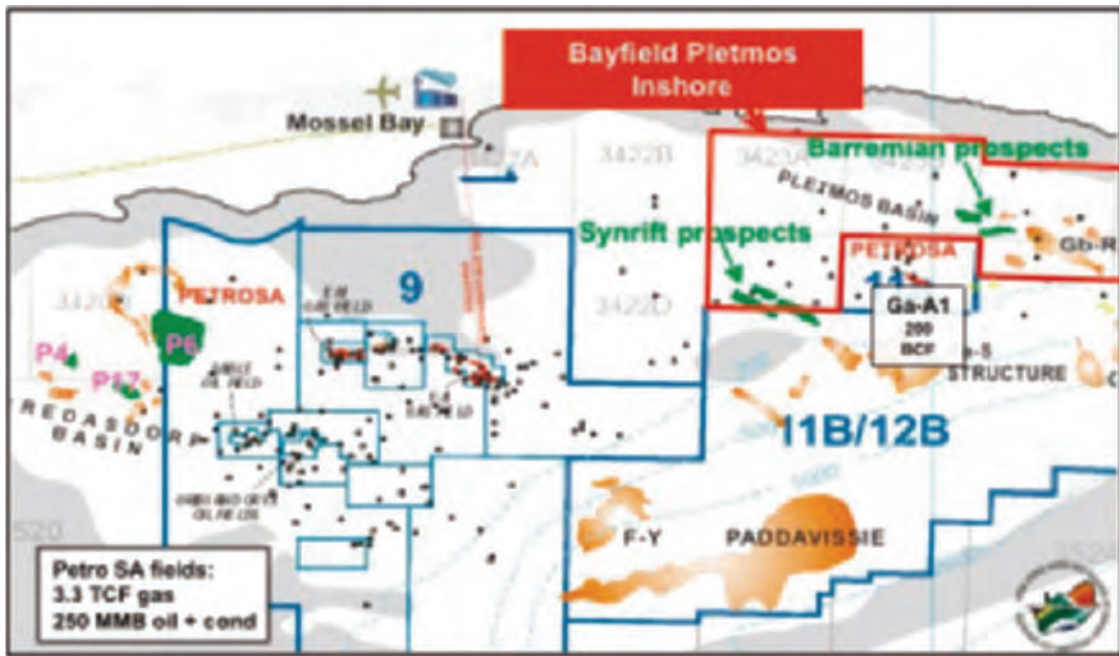 Bayfield Pletmos
Inshore
Mossel Bay
3422B
3423A
Barremian prospects
PLETMOS BASIN
Synrift prospects
PETROSA
Gb-R
9
PETROSA
3422D
Ga-A1
200
BCF
STRUCTURE
P4
P6
P17
REDASDORP
BASIN
11B/12B
F-Y
PADDAVISSIE
Petro SA fields:
3.3 TCF gas
250 MMB oil + cond